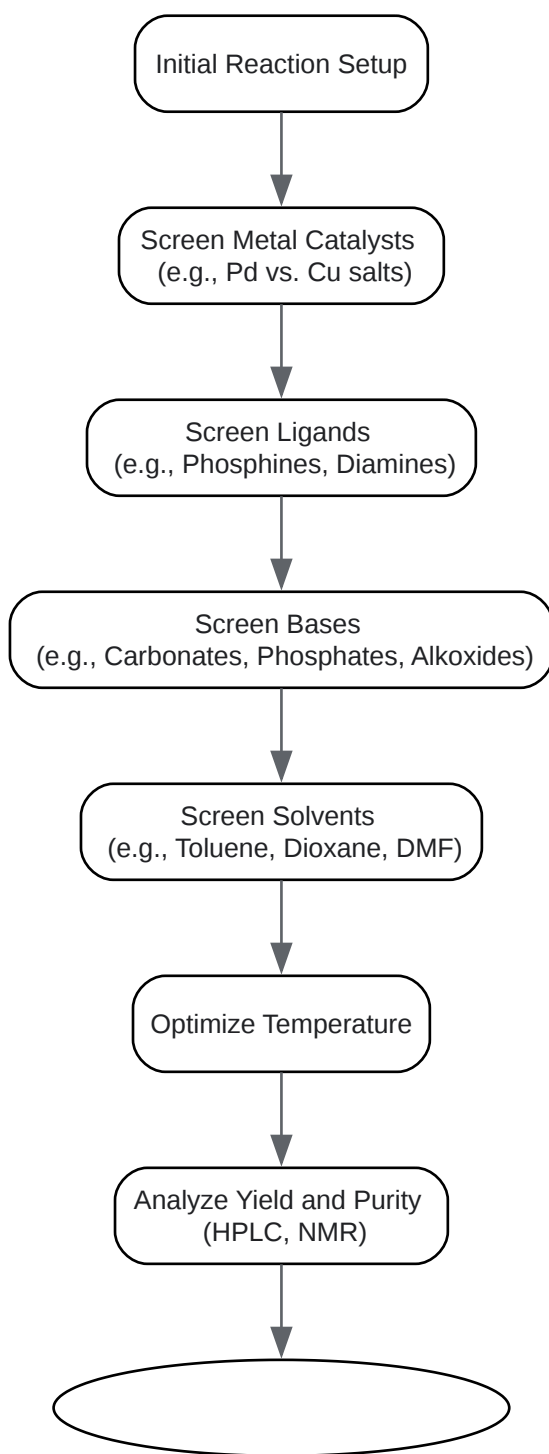 Initial Reaction Setup
Screen Metal Catalysts
(e.g., Pd vs. Cu salts)
Screen Ligands
(e.g., Phosphines, Diamines)
Screen Bases
(e.g., Carbonates, Phosphates, Alkoxides)
Screen Solvents
(e.g., Toluene, Dioxane, DMF)
Optimize Temperature
Analyze Yield and Purity
(HPLC, NMR)